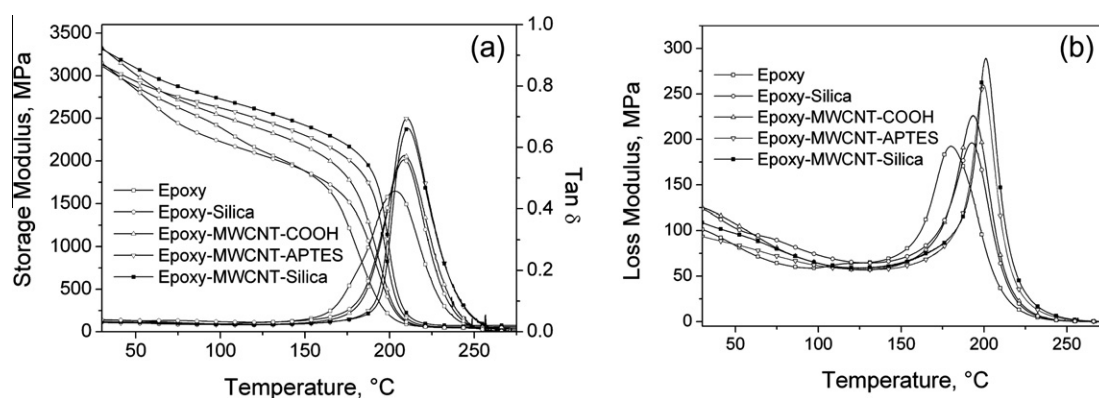 (a)
Storage Modulus, MPa
3500
3000
2500
2000
1500
1000
500
0
Epoxy
Epoxy-Silica
Epoxy-MWCNT-COOH
Epoxy-MWCNT-APTES
Epoxy-MWCNT-Silica
1.0
0.8
0.6
0.4
0.2
0.0
Tan δ
50
100
150
200
250
Temperature, °C
(b)
Loss Modulus, MPa
300
250
200
150
100
50
0
Epoxy
Epoxy-Silica
Epoxy-MWCNT-COOH
Epoxy-MWCNT-APTES
Epoxy-MWCNT-Silica
50
100
150
200
250
Temperature, °C